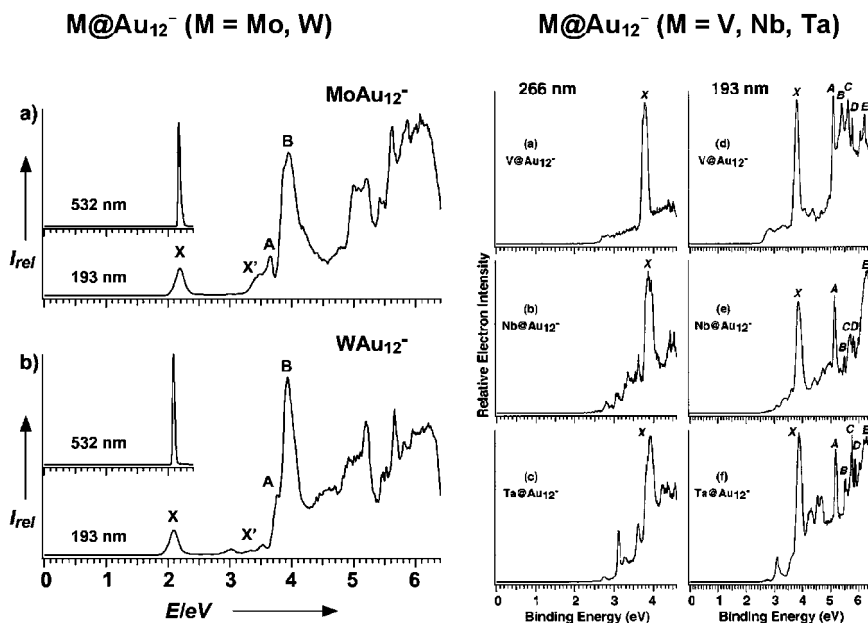 M@Au₁₂⁻ (M = Mo, W)
M@Au₁₂⁻ (M = V, Nb, Ta)
a)
MoAu₁₂⁻
B
532 nm
X
X'
A
193 nm
I_rel
b)
WAu₁₂⁻
B
532 nm
A
X
X'
193 nm
I_rel
0 1 2 3 4 5 6
E/eV
266 nm
X
(a)
V@Au₁₂⁻
193 nm
X
A
B
C
D
E
(d)
V@Au₁₂⁻
Relative Electron Intensity
X
(b)
Nb@Au₁₂⁻
X
A
(e)
Nb@Au₁₂⁻
B
CD
E
X
(c)
Ta@Au₁₂⁻
X
A
B
C
D
E
(f)
Ta@Au₁₂⁻
0 1 2 3 4
Binding Energy (eV)
0 1 2 3 4 5 6
Binding Energy (eV)